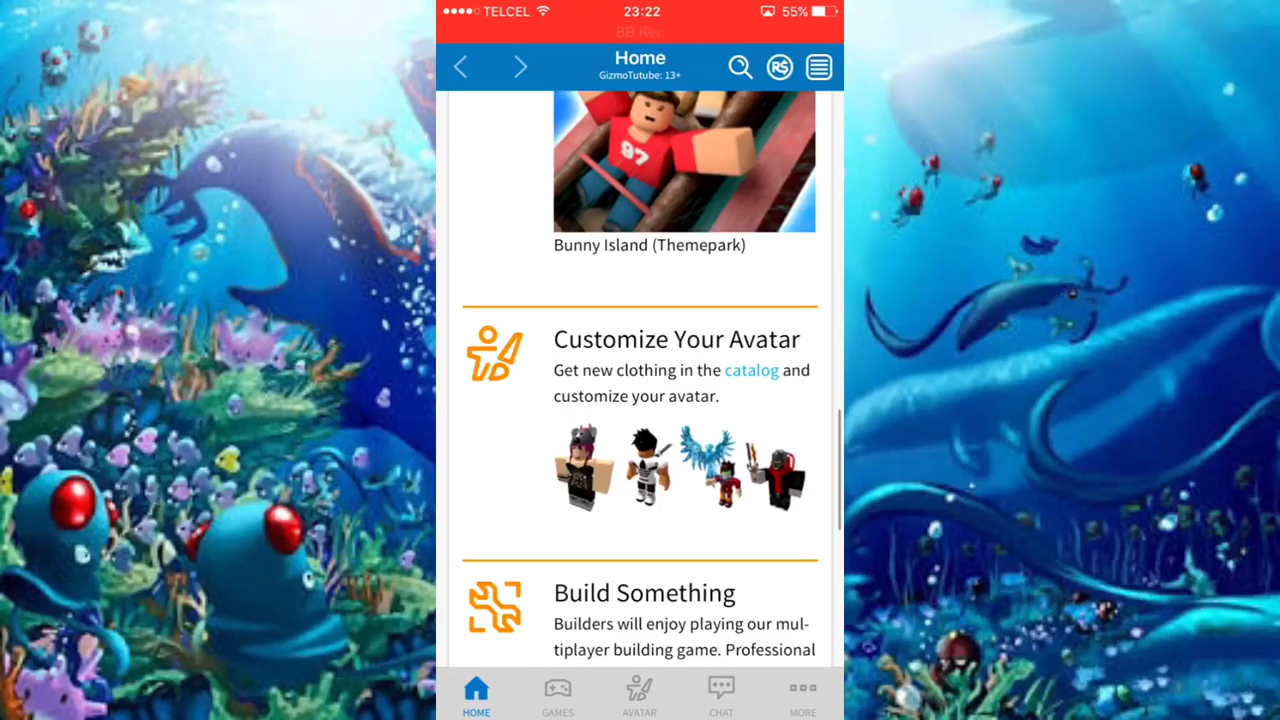 TELCEL 23:22 55%
BB Rec
Home
GizmoTutube: 13+
R$
97
Bunny Island (Themepark)
Customize Your Avatar
Get new clothing in the catalog and
customize your avatar.
Build Something
Builders will enjoy playing our mul-
tiplayer building game. Professional
HOME GAMES AVATAR CHAT MORE